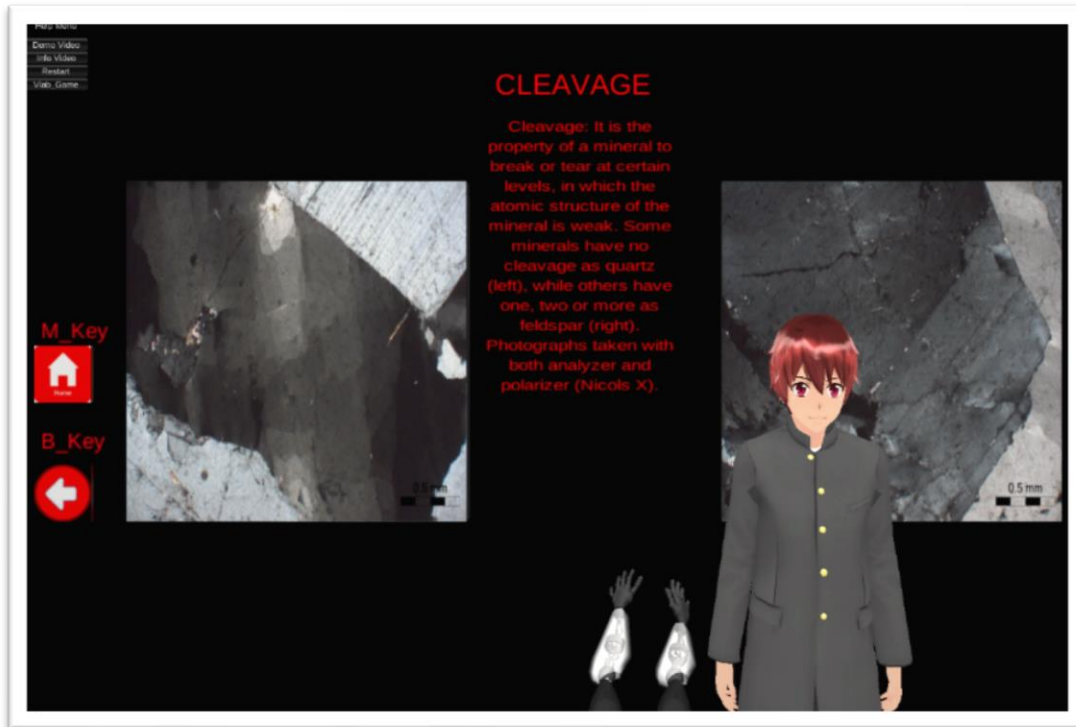 Help Menu
Demo Video
Info Video
Restart
Vlab_Game
CLEAVAGE
Cleavage: It is the
property of a mineral to
break or tear at certain
levels, in which the
atomic structure of the
mineral is weak. Some
minerals have no
cleavage as quartz
(left), while others have
one, two or more as
feldspar (right).
Photographs taken with
both analyzer and
polarizer (Nicols X).
M_Key
Home
B_Key
0.5 mm
0.5 mm